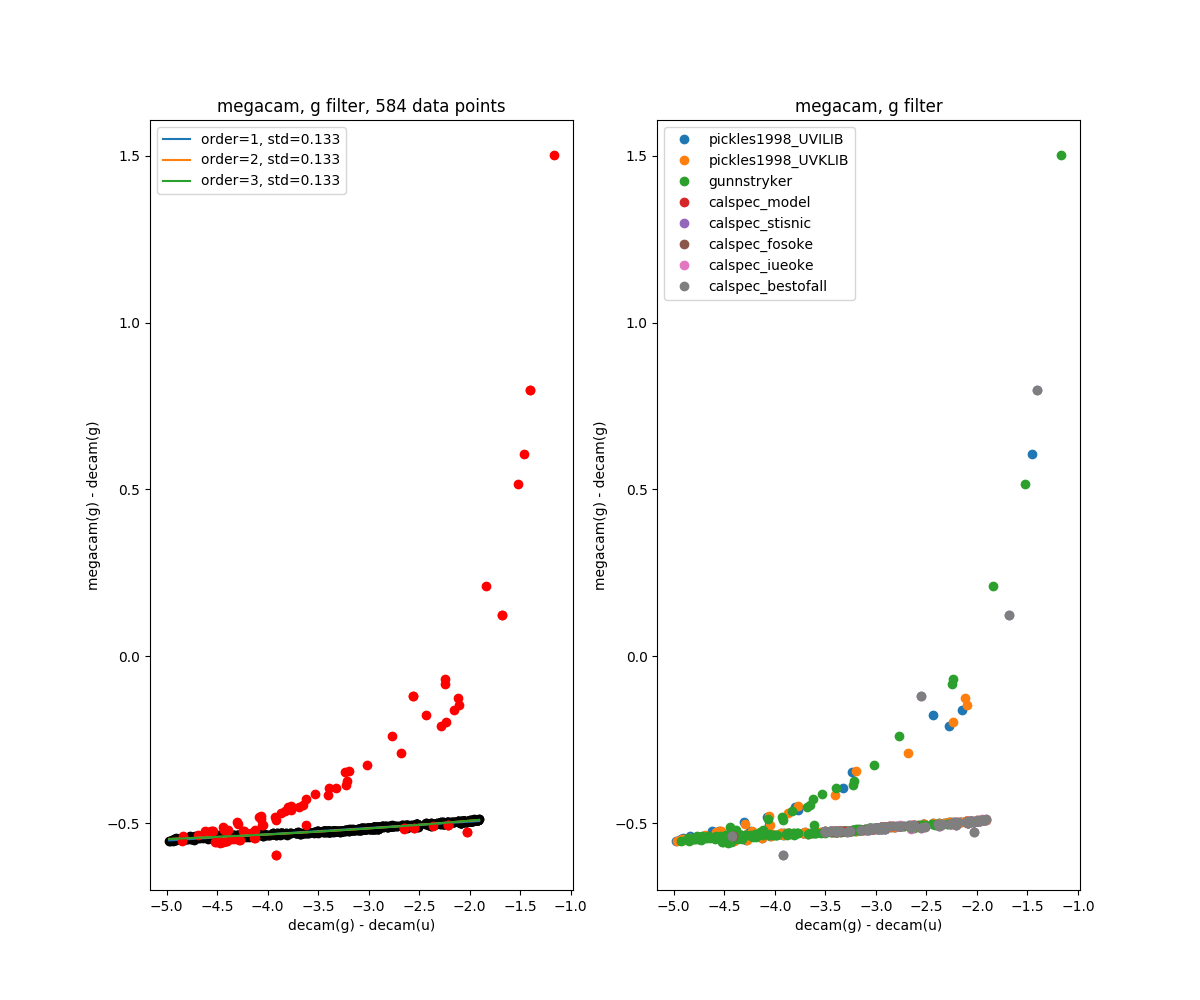 megacam, g filter, 584 data points
order=1, std=0.133
order=2, std=0.133
order=3, std=0.133
1.5
1.0
0.5
0.0
−0.5
megacam(g) - decam(g)
−5.0 −4.5 −4.0 −3.5 −3.0 −2.5 −2.0 −1.5 −1.0
decam(g) - decam(u)
megacam, g filter
pickles1998_UVILIB
pickles1998_UVKLIB
gunnstryker
calspec_model
calspec_stisnic
calspec_fosoke
calspec_iueoke
calspec_bestofall
1.5
1.0
0.5
0.0
−0.5
megacam(g) - decam(g)
−5.0 −4.5 −4.0 −3.5 −3.0 −2.5 −2.0 −1.5 −1.0
decam(g) - decam(u)